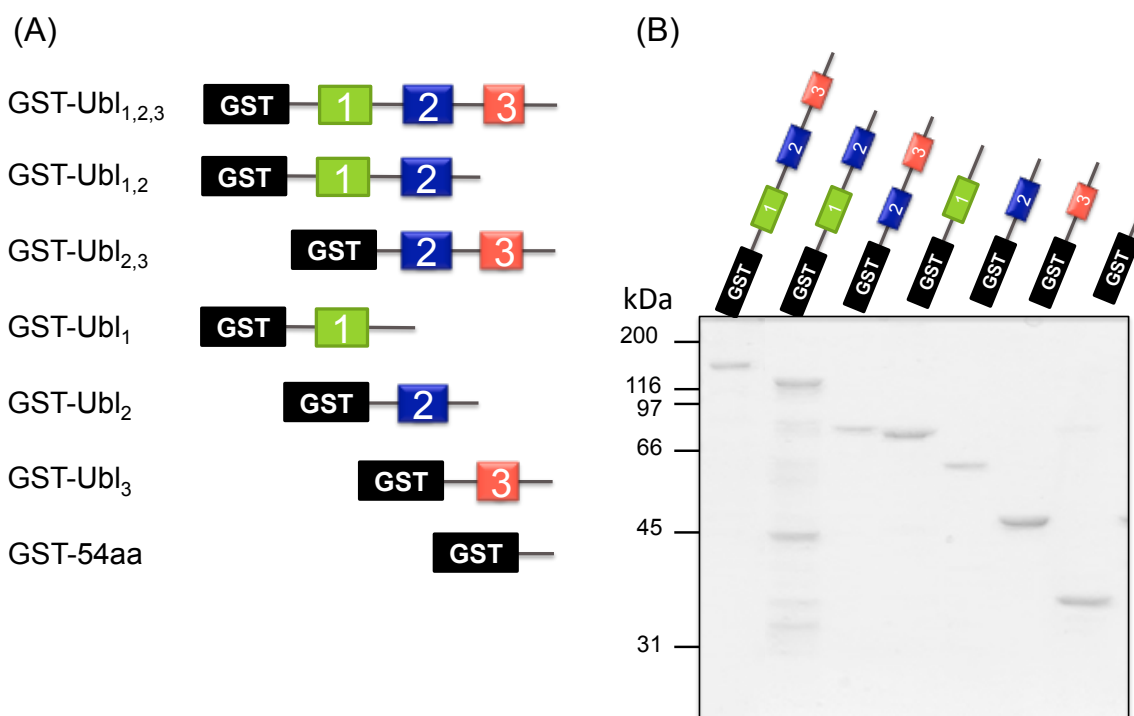 (A)
GST-Ubl1,2,3 GST 1 2 3
GST-Ubl1,2 GST 1 2
GST-Ubl2,3 GST 2 3
GST-Ubl1 GST 1
GST-Ubl2 GST 2
GST-Ubl3 GST 3
GST-54aa GST
(B)
GST 1 2 3
GST 1 2
GST 2 3
GST 1
GST 2
GST 3
GST
kDa
200
116
97
66
45
31